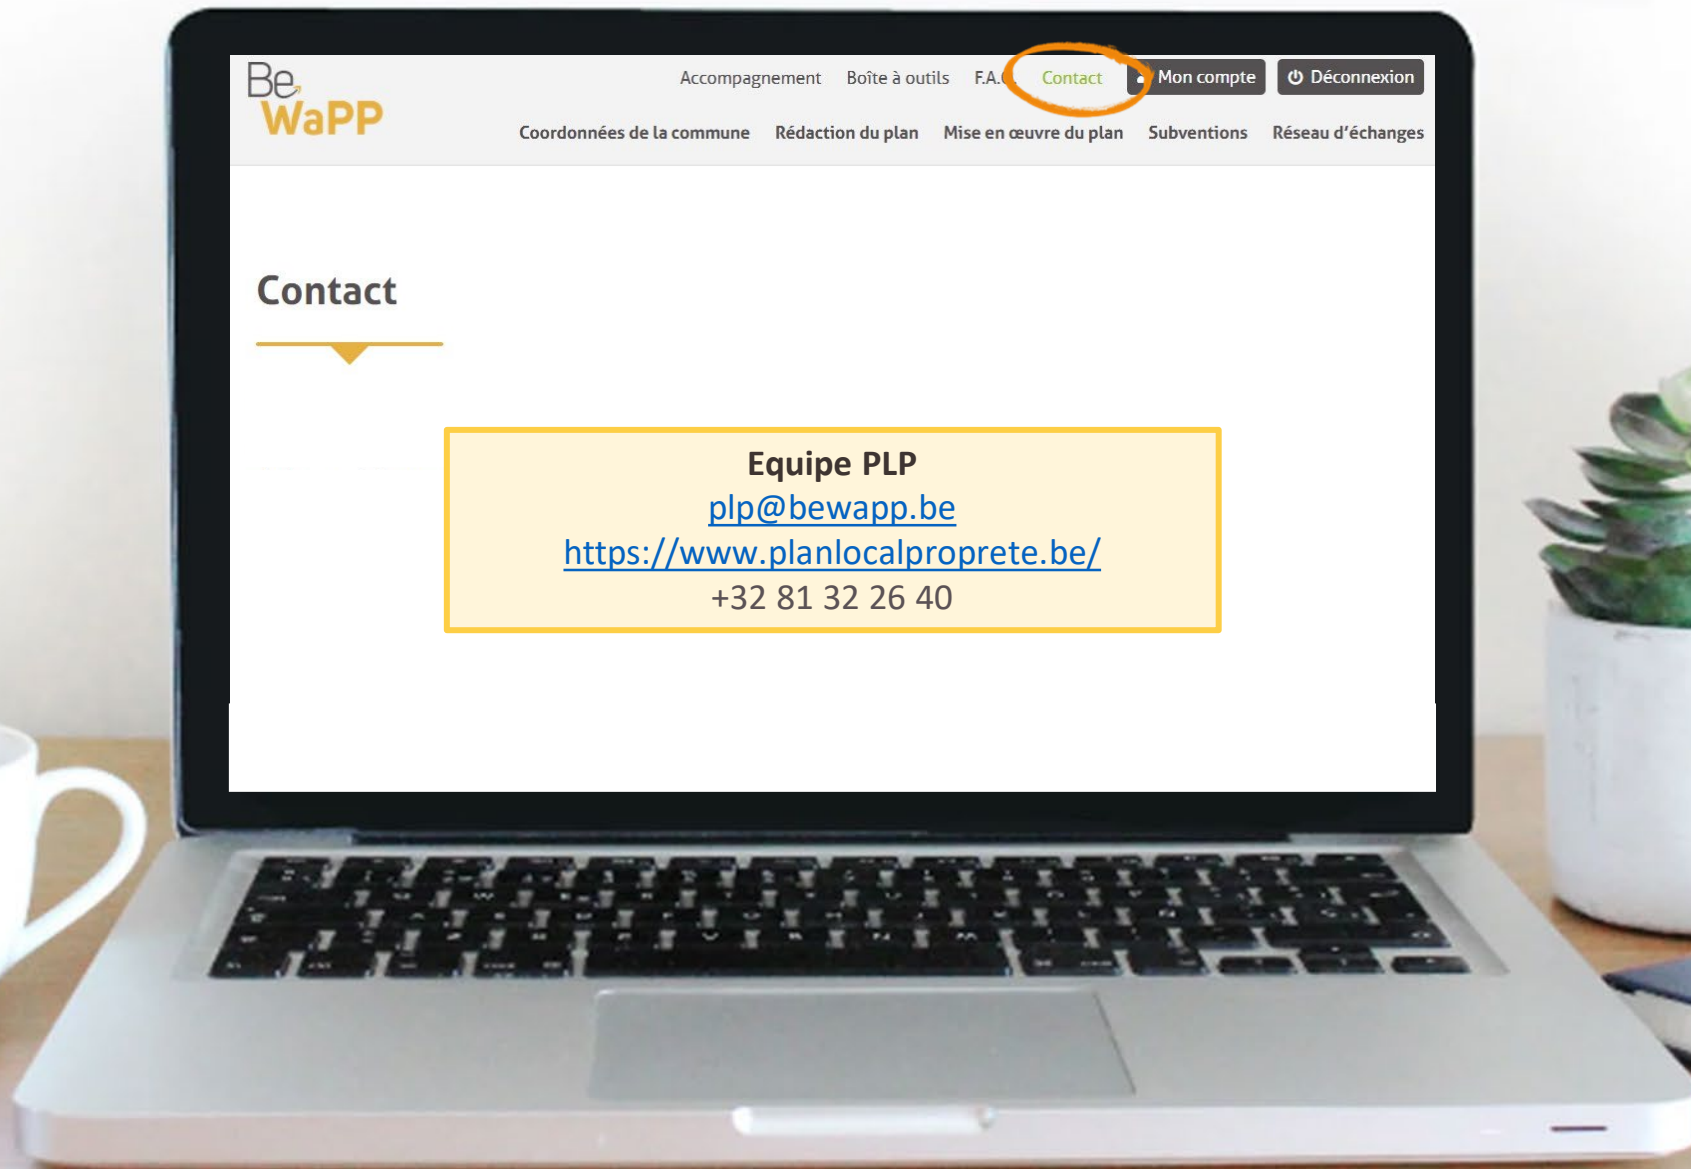 Be
WaPP
Accompagnement Boîte à outils F.A. Contact Mon compte Déconnexion
Coordonnées de la commune Rédaction du plan Mise en œuvre du plan Subventions Réseau d'échanges
Contact
Equipe PLP
plp@bewapp.be
https://www.planlocalproprete.be/
+32 81 32 26 40